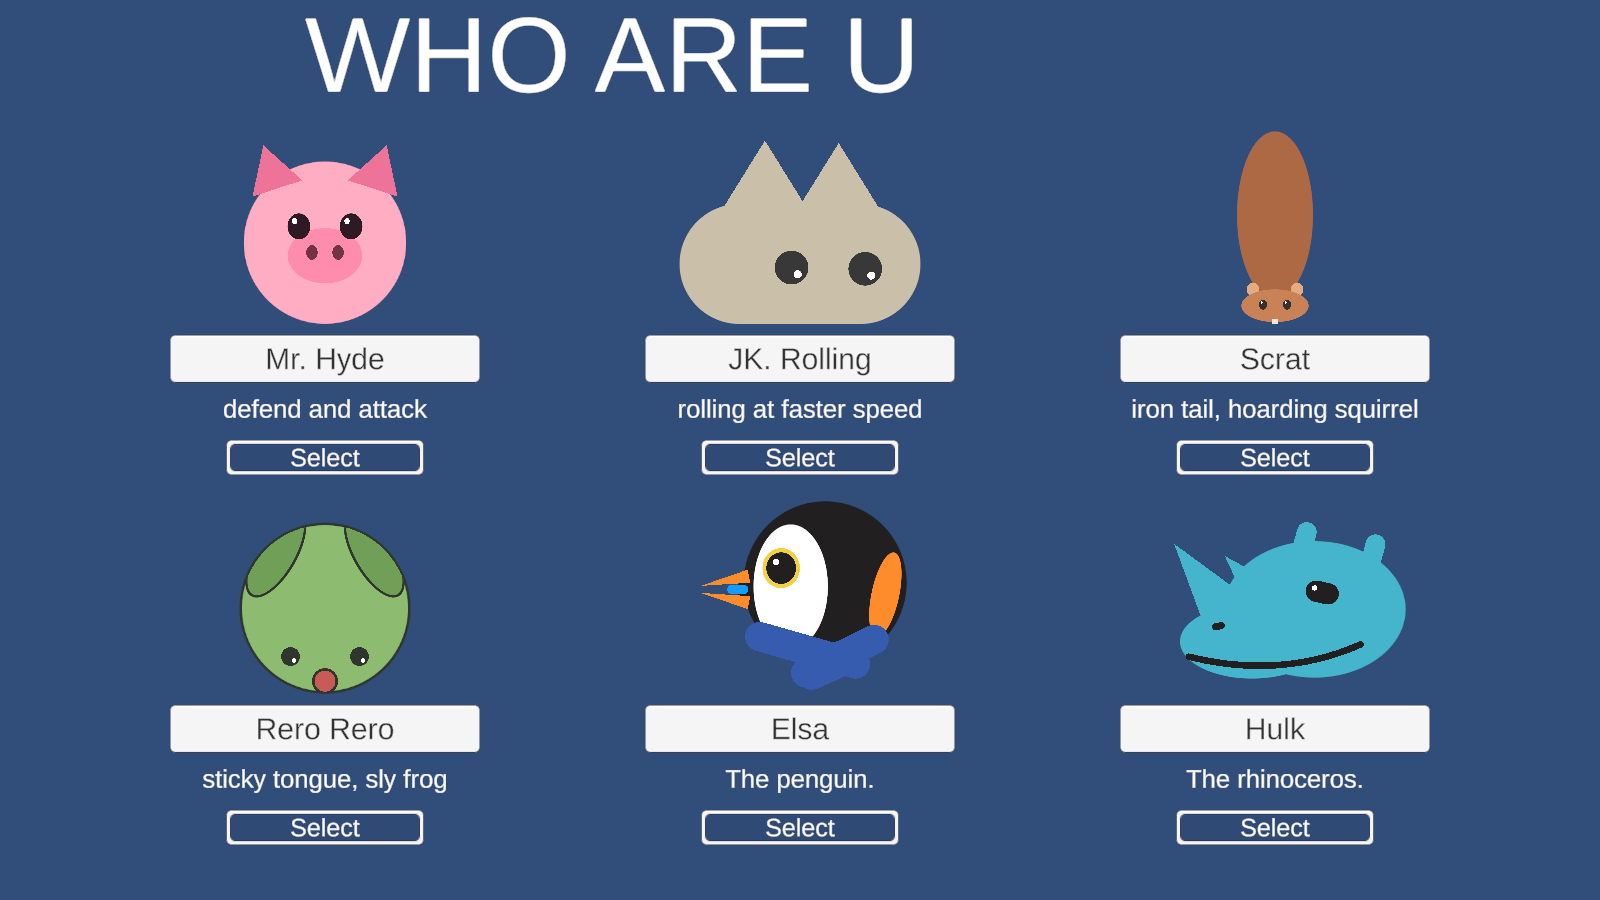 WHO ARE U
Mr. Hyde
JK. Rolling
Scrat
defend and attack
rolling at faster speed
iron tail, hoarding squirrel
Select
Select
Select
Rero Rero
Elsa
Hulk
sticky tongue, sly frog
The penguin.
The rhinoceros.
Select
Select
Select